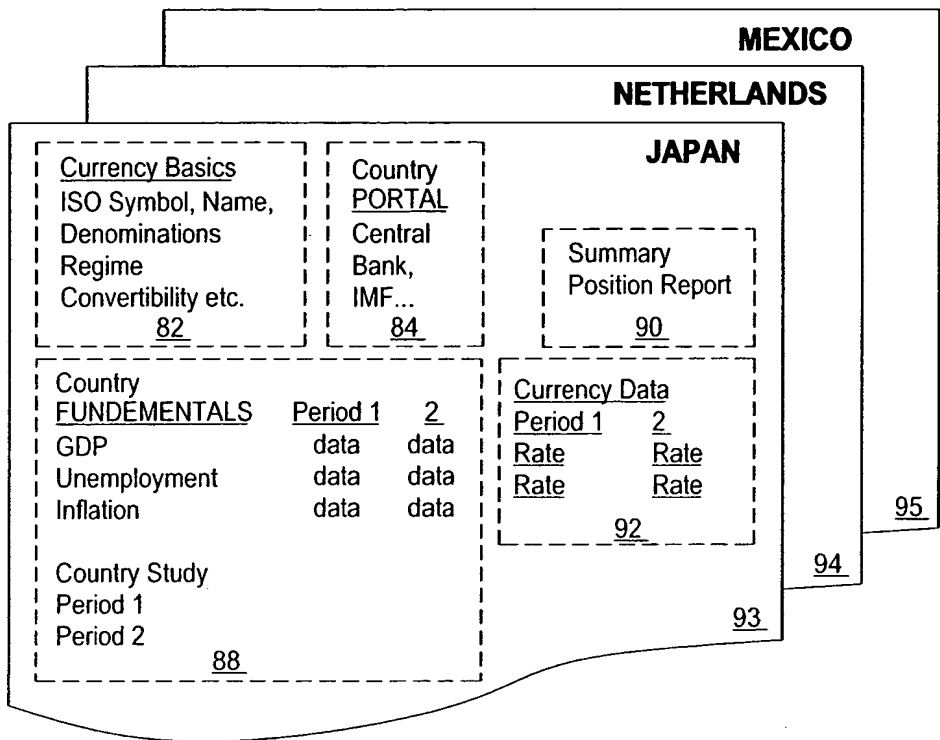 MEXICO
NETHERLANDS
JAPAN
Currency Basics
ISO Symbol, Name,
Denominations
Regime
Convertibility etc.
82
Country
PORTAL
Central
Bank,
IMF...
84
Summary
Position Report
90
Country
FUNDEMENTALS Period 1 2
GDP data data
Unemployment data data
Inflation data data
Country Study
Period 1
Period 2
88
Currency Data
Period 1 2
Rate Rate
Rate Rate
92
93
94
95